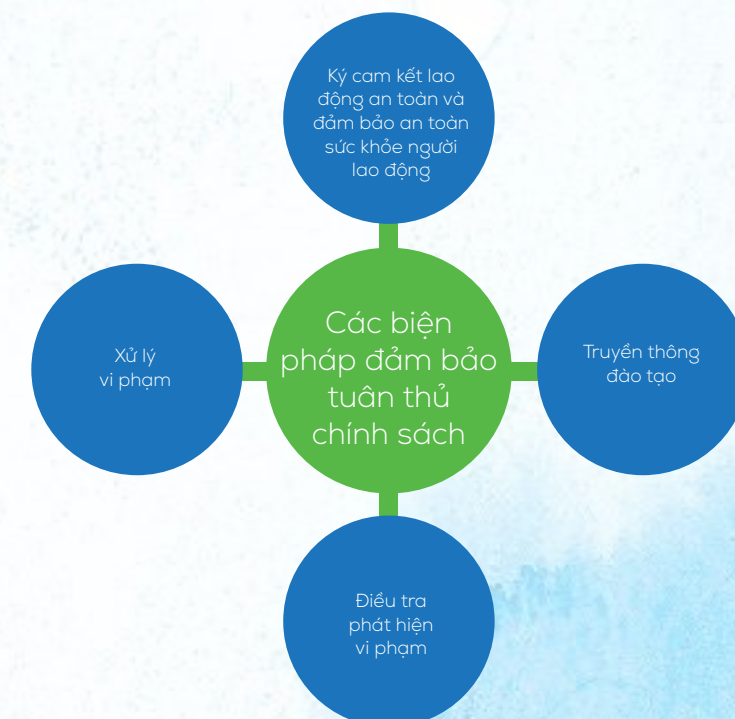 Ký cam kết lao
động an toàn và
đảm bảo an toàn
sức khỏe người
lao động
Các biện
pháp đảm bảo
tuân thủ
chính sách
Xử lý
vi phạm
Truyền thông
đào tạo
Điều tra
phát hiện
vi phạm